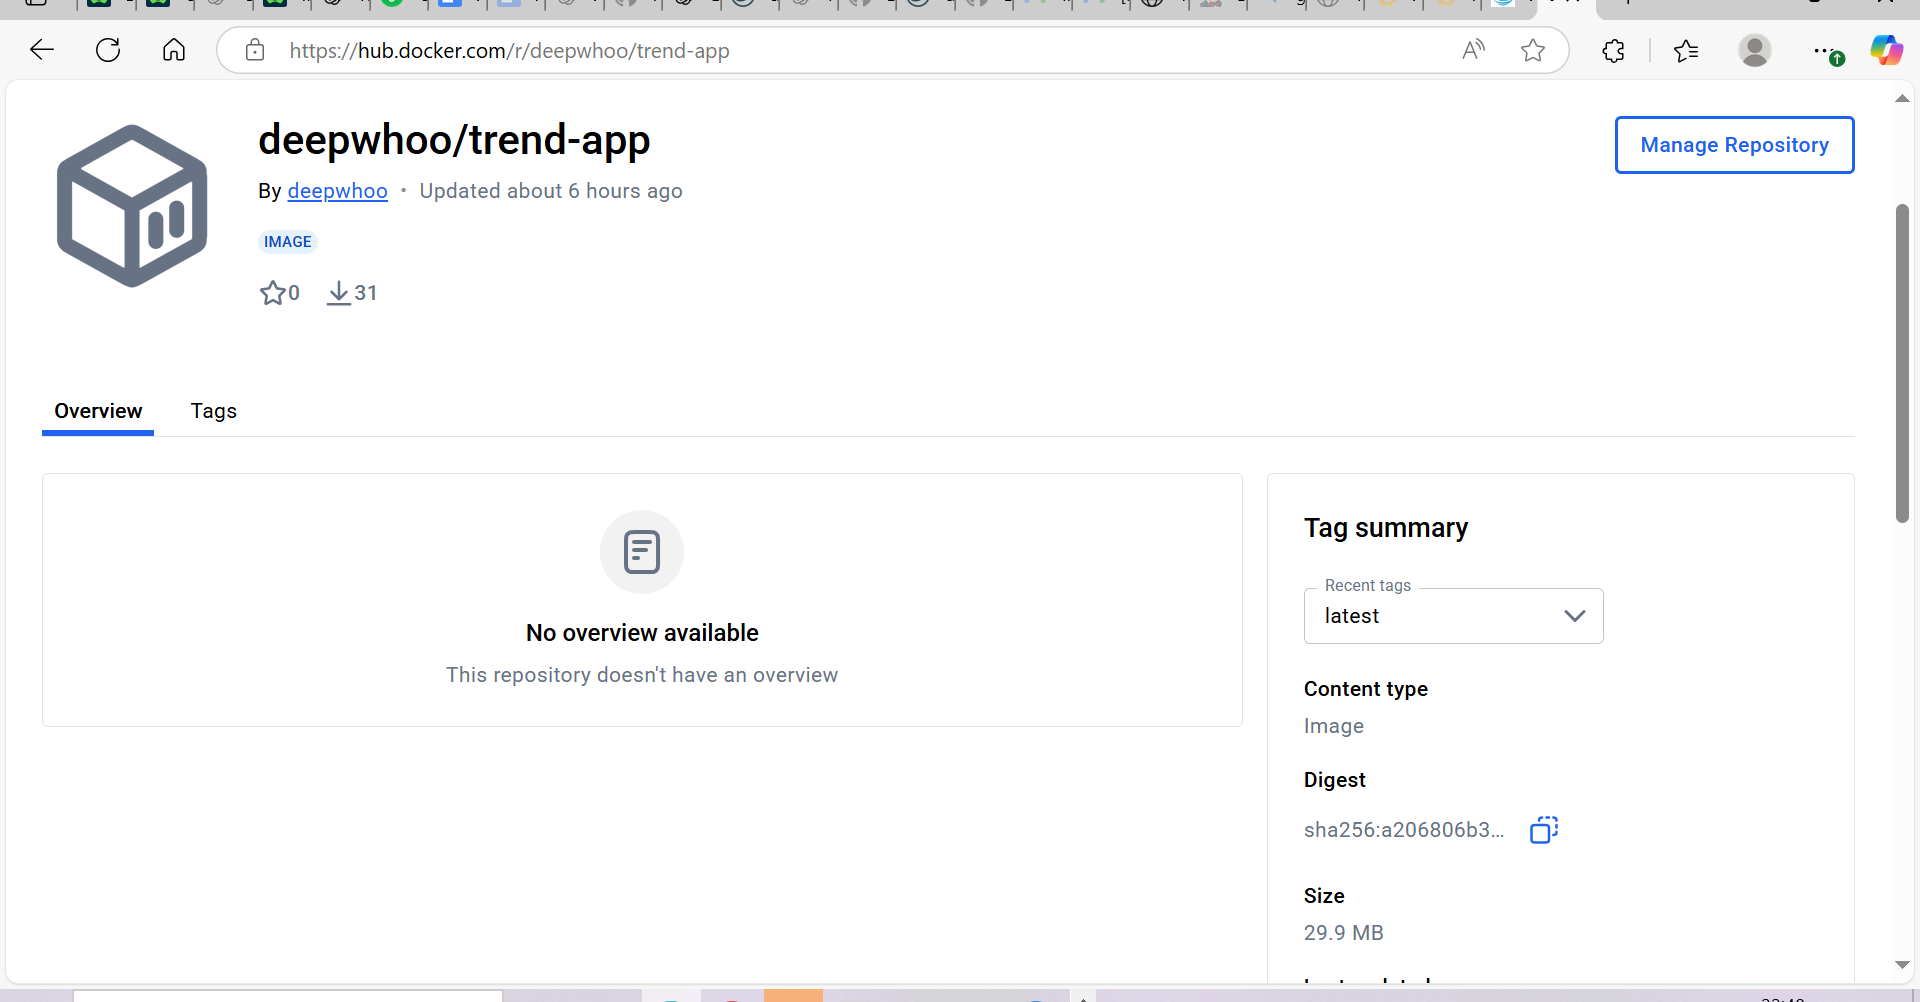 https://hub.docker.com/r/deepwhoo/trend-app
deepwhoo/trend-app
Manage Repository
By deepwhoo • Updated about 6 hours ago
IMAGE
0 31
Overview Tags
No overview available
This repository doesn't have an overview
Tag summary
Recent tags
latest
Content type
Image
Digest
sha256:a206806b3...
Size
29.9 MB